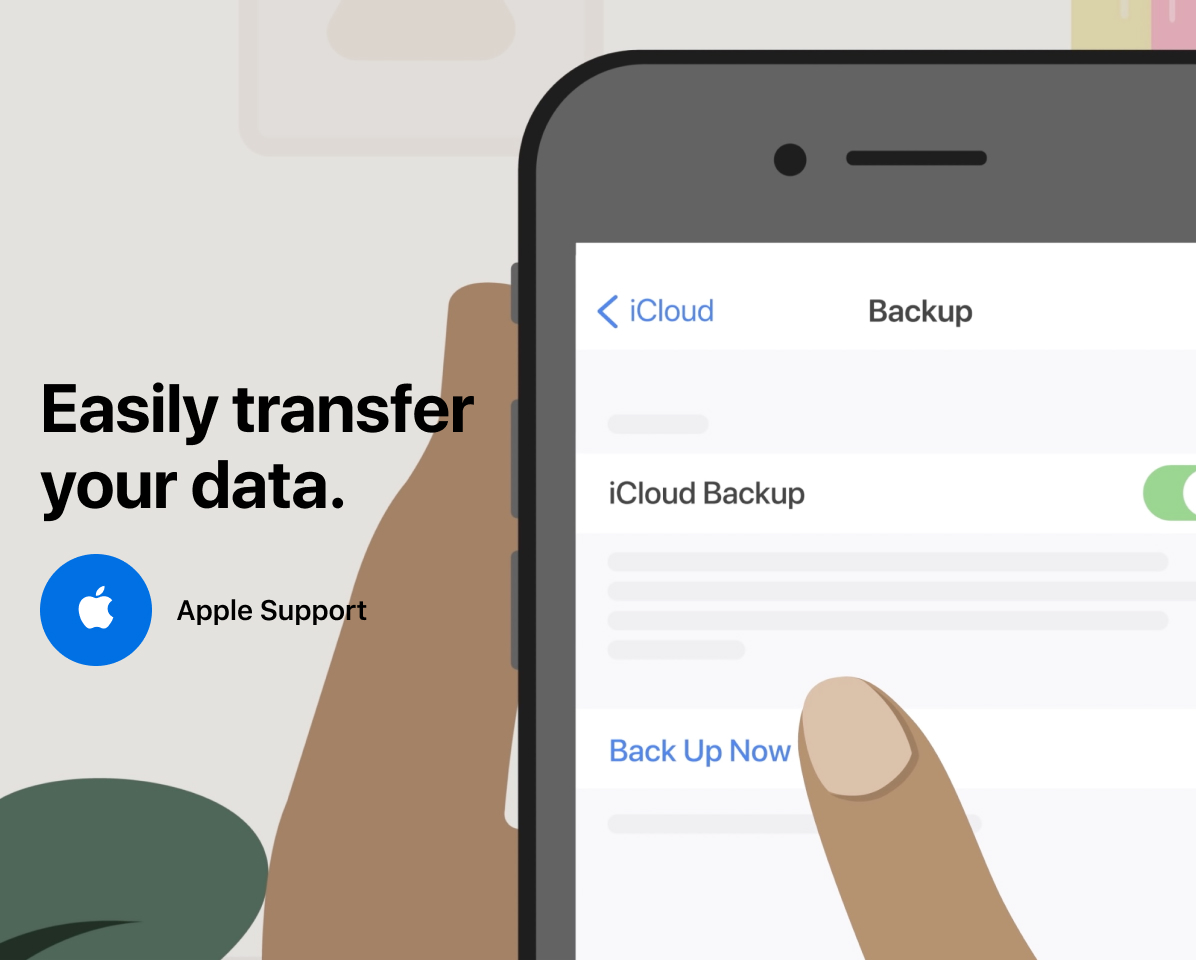 iCloud
Backup
Easily transfer
your data.
iCloud Backup
Apple Support
Back Up Now